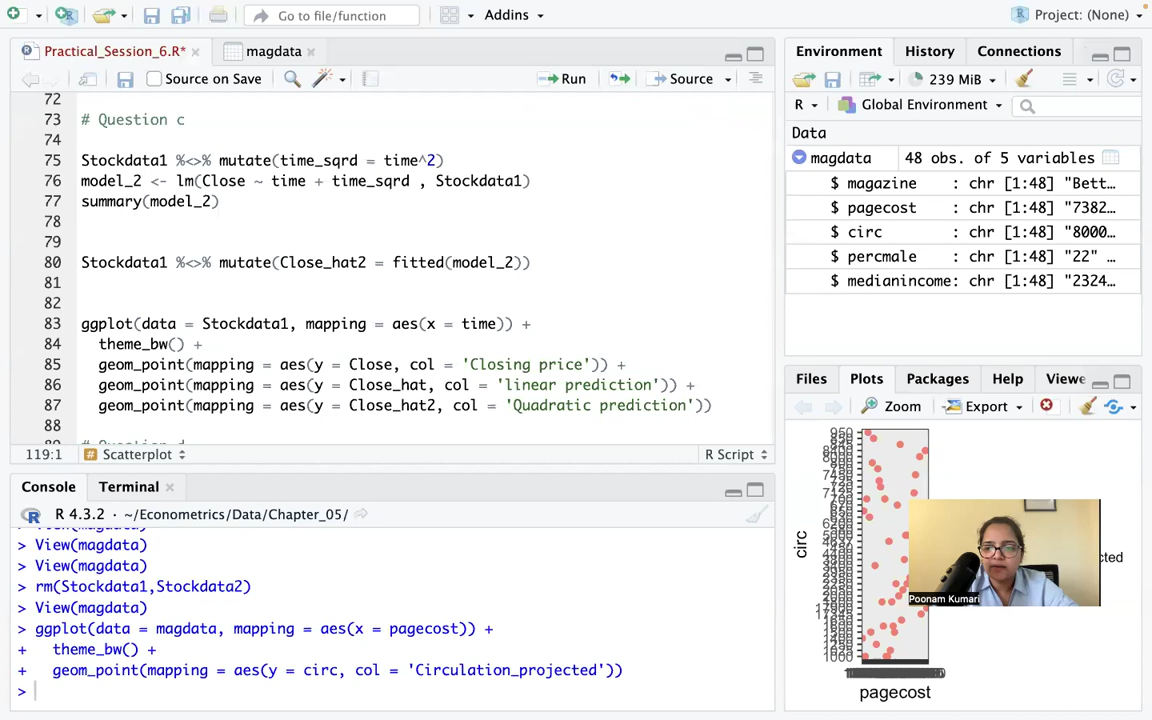 Go to file/function
Addins
Project: (None)
Practical_Session_6.R*
magdata
Source on Save
Run
Source
72
73 # Question c
74
75 Stockdata1 %<>% mutate(time_sqrd = time^2)
76 model_2 <- lm(Close ~ time + time_sqrd , Stockdata1)
77 summary(model_2)
78
79
80 Stockdata1 %<>% mutate(Close_hat2 = fitted(model_2))
81
82
83 ggplot(data = Stockdata1, mapping = aes(x = time)) +
84 theme_bw() +
85 geom_point(mapping = aes(y = Close, col = 'Closing price')) +
86 geom_point(mapping = aes(y = Close_hat, col = 'linear prediction')) +
87 geom_point(mapping = aes(y = Close_hat2, col = 'Quadratic prediction'))
88
119:1 Scatterplot R Script
Console Terminal
R 4.3.2 · ~/Econometrics/Data/Chapter_05/
> View(magdata)
> View(magdata)
> rm(Stockdata1,Stockdata2)
> View(magdata)
> ggplot(data = magdata, mapping = aes(x = pagecost)) +
+ theme_bw() +
+ geom_point(mapping = aes(y = circ, col = 'Circulation_projected'))
>
Environment History Connections
239 MiB
R Global Environment
Data
magdata 48 obs. of 5 variables
$ magazine : chr [1:48] "Bett…
$ pagecost : chr [1:48] "7382…
$ circ : chr [1:48] "8000…
$ percmale : chr [1:48] "22" …
$ medianincome: chr [1:48] "2324…
Files Plots Packages Help Viewe
Zoom Export
950
1000
circ
ected
Poonam Kumari
pagecost